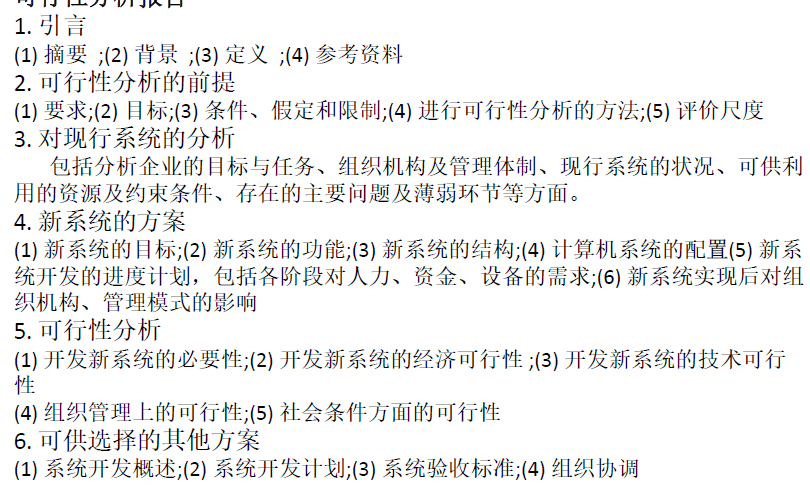 可行性分析报告
1. 引言
(1) 摘要 ;(2) 背景 ;(3) 定义 ;(4) 参考资料
2. 可行性分析的前提
(1) 要求;(2) 目标;(3) 条件、假定和限制;(4) 进行可行性分析的方法;(5) 评价尺度
3. 对现行系统的分析
包括分析企业的目标与任务、组织机构及管理体制、现行系统的状况、可供利
用的资源及约束条件、存在的主要问题及薄弱环节等方面。
4. 新系统的方案
(1) 新系统的目标;(2) 新系统的功能;(3) 新系统的结构;(4) 计算机系统的配置(5) 新系
统开发的进度计划，包括各阶段对人力、资金、设备的需求;(6) 新系统实现后对组
织机构、管理模式的影响
5. 可行性分析
(1) 开发新系统的必要性;(2) 开发新系统的经济可行性 ;(3) 开发新系统的技术可行
性
(4) 组织管理上的可行性;(5) 社会条件方面的可行性
6. 可供选择的其他方案
(1) 系统开发概述;(2) 系统开发计划;(3) 系统验收标准;(4) 组织协调